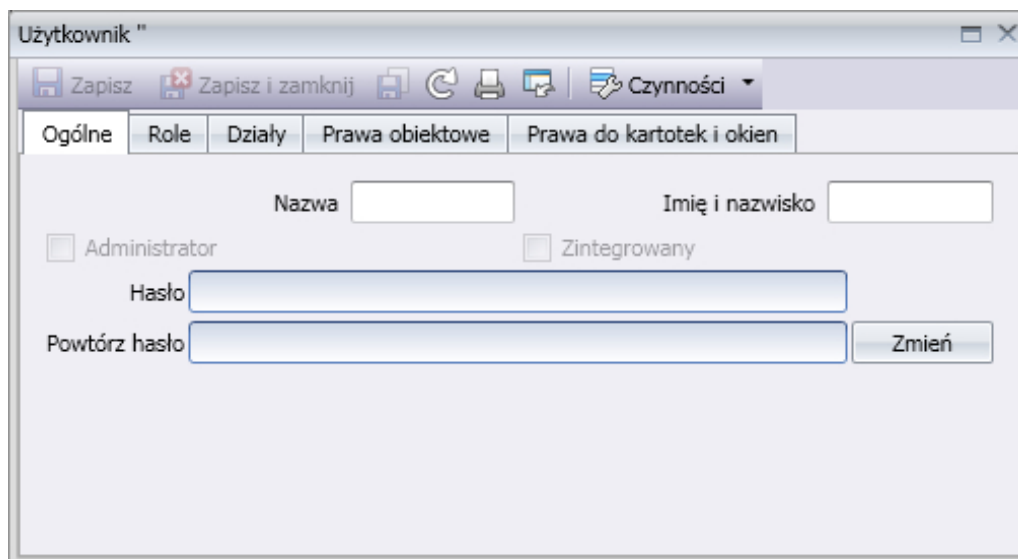 Użytkownik "
Zapisz Zapisz i zamknij Czynności
Ogólne Role Działy Prawa obiektowe Prawa do kartotek i okien
Nazwa Imię i nazwisko
Administrator Zintegrowany
Hasło
Powtórz hasło Zmień